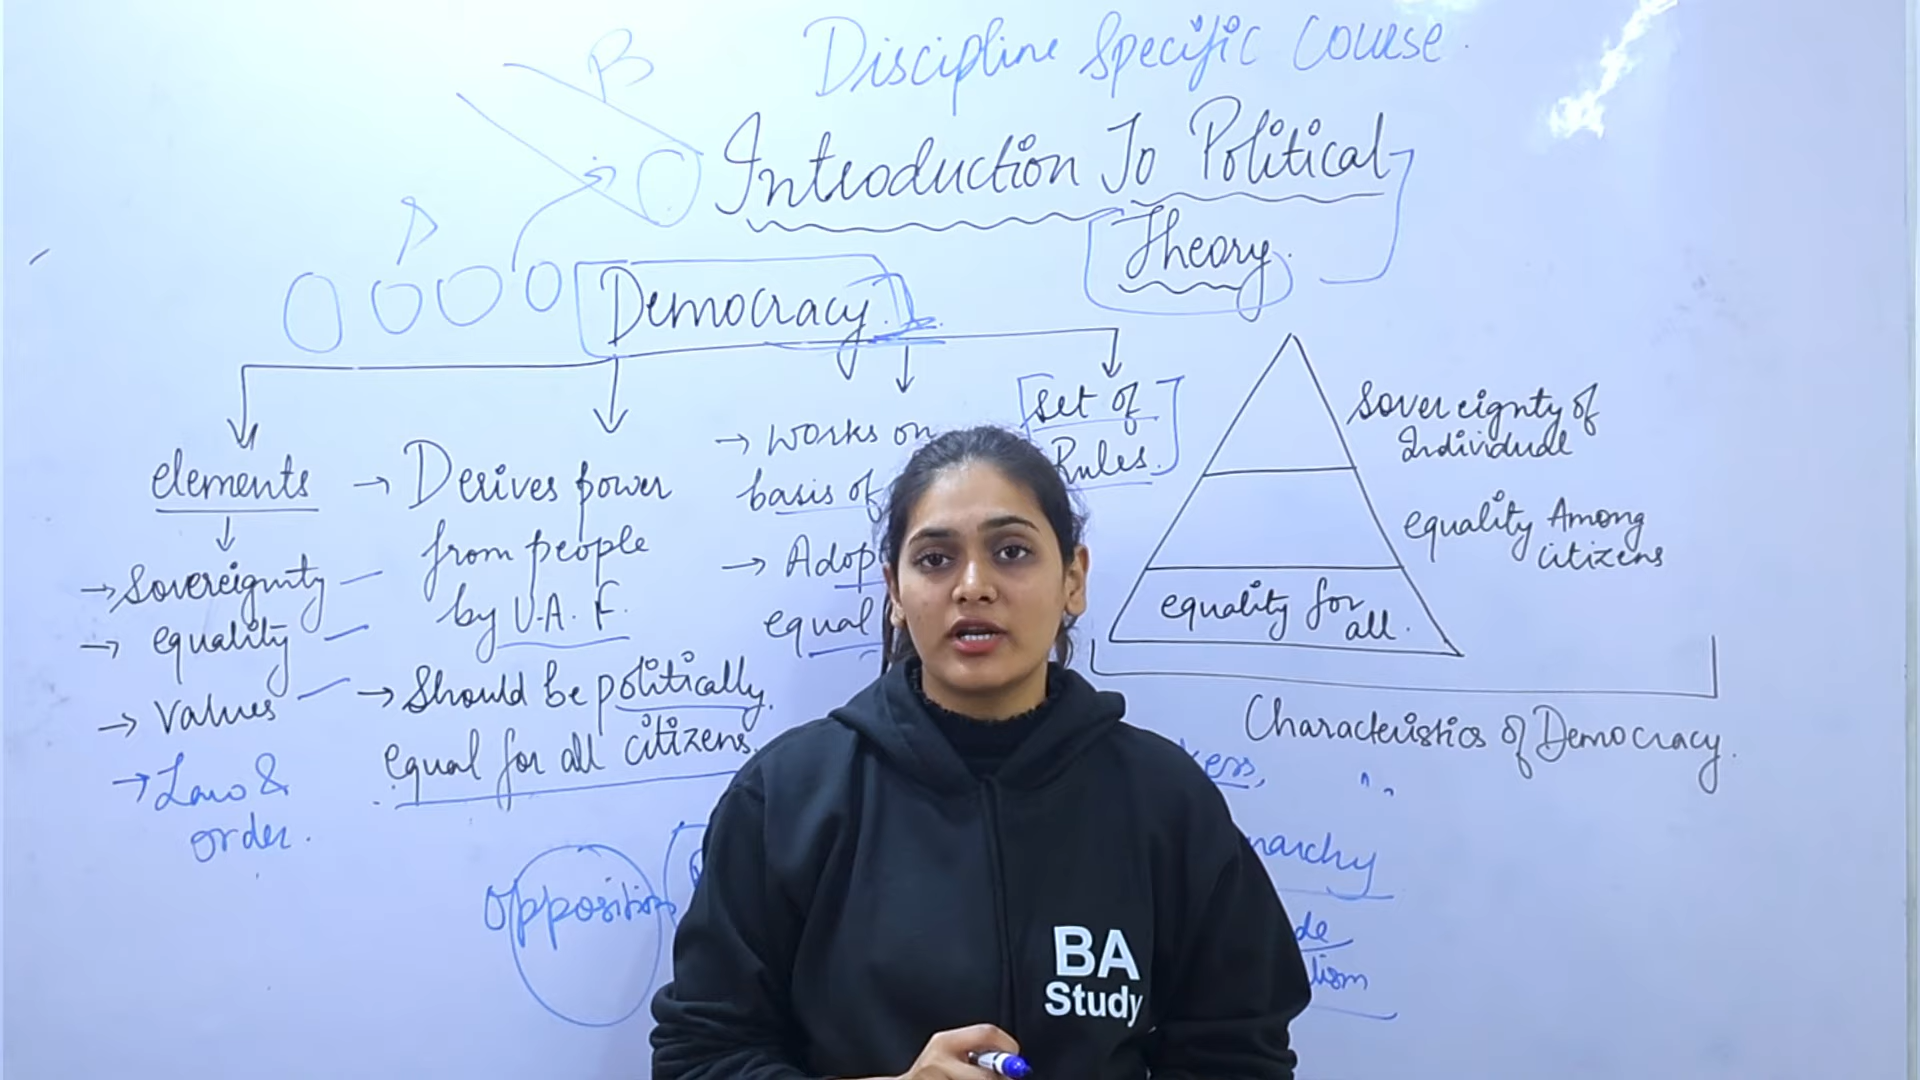 Discipline Specific Course
B
Introduction To Political
Theory.
A
Democracy.
elements
→ Sovereignty
→ equality
→ Values
→ Law &
order.
→ Derives power
from people
by U.A.F.
→ Should be politically
equal for all citizens.
→ Works on
basis of
→ Adop
equal
Set of
Rules.
Sovereignty of
Individual
equality Among
Citizens
equality for
all.
Characteristics of Democracy.
opposition
BA
Study